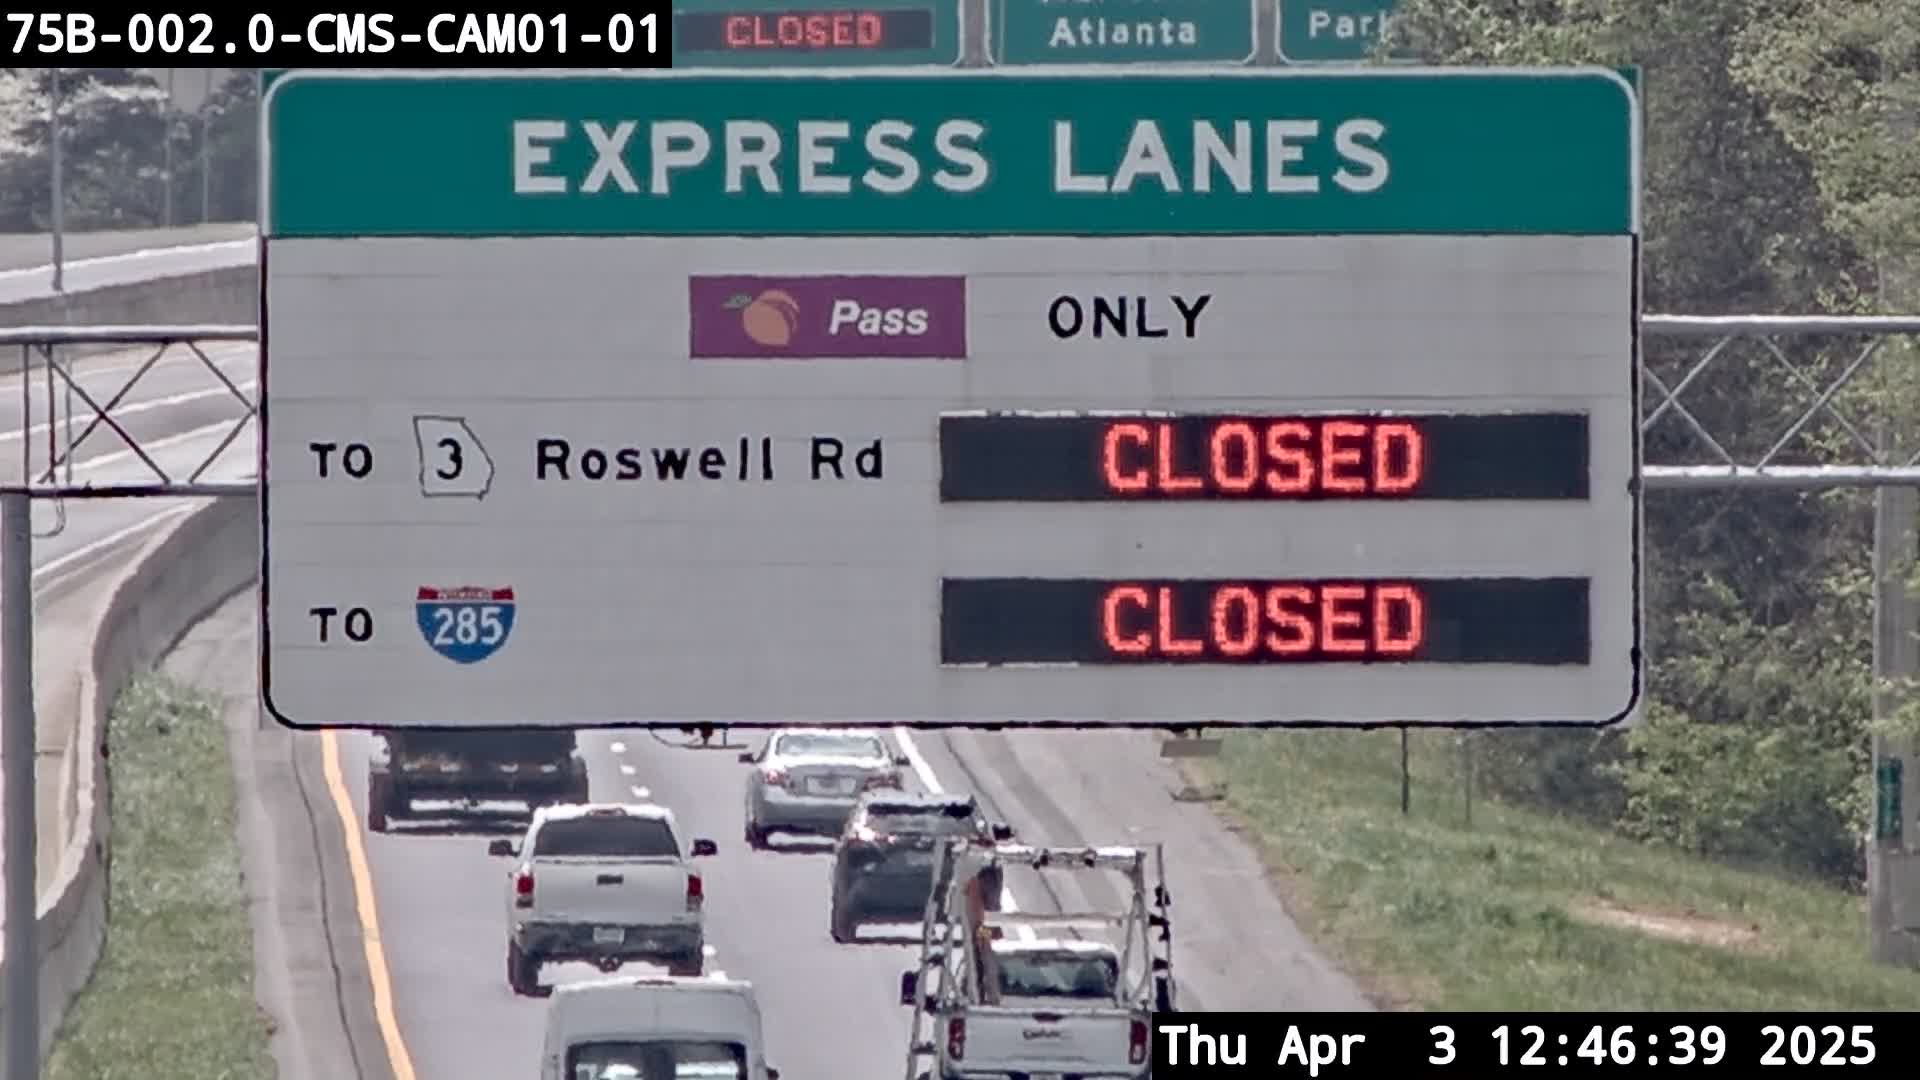 75B-002.0-CMS-CAM01-01
CLOSED
Atlanta
Park
EXPRESS LANES
Pass ONLY
TO 3 Roswell Rd CLOSED
TO 285 CLOSED
GMC
Thu Apr 3 12:46:39 2025